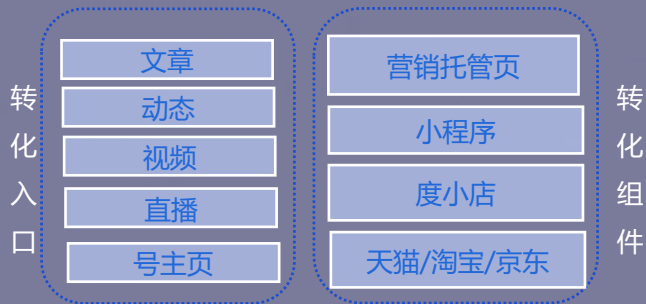 转化入口
文章
动态
视频
直播
号主页
营销托管页
小程序
度小店
天猫/淘宝/京东
转化组件